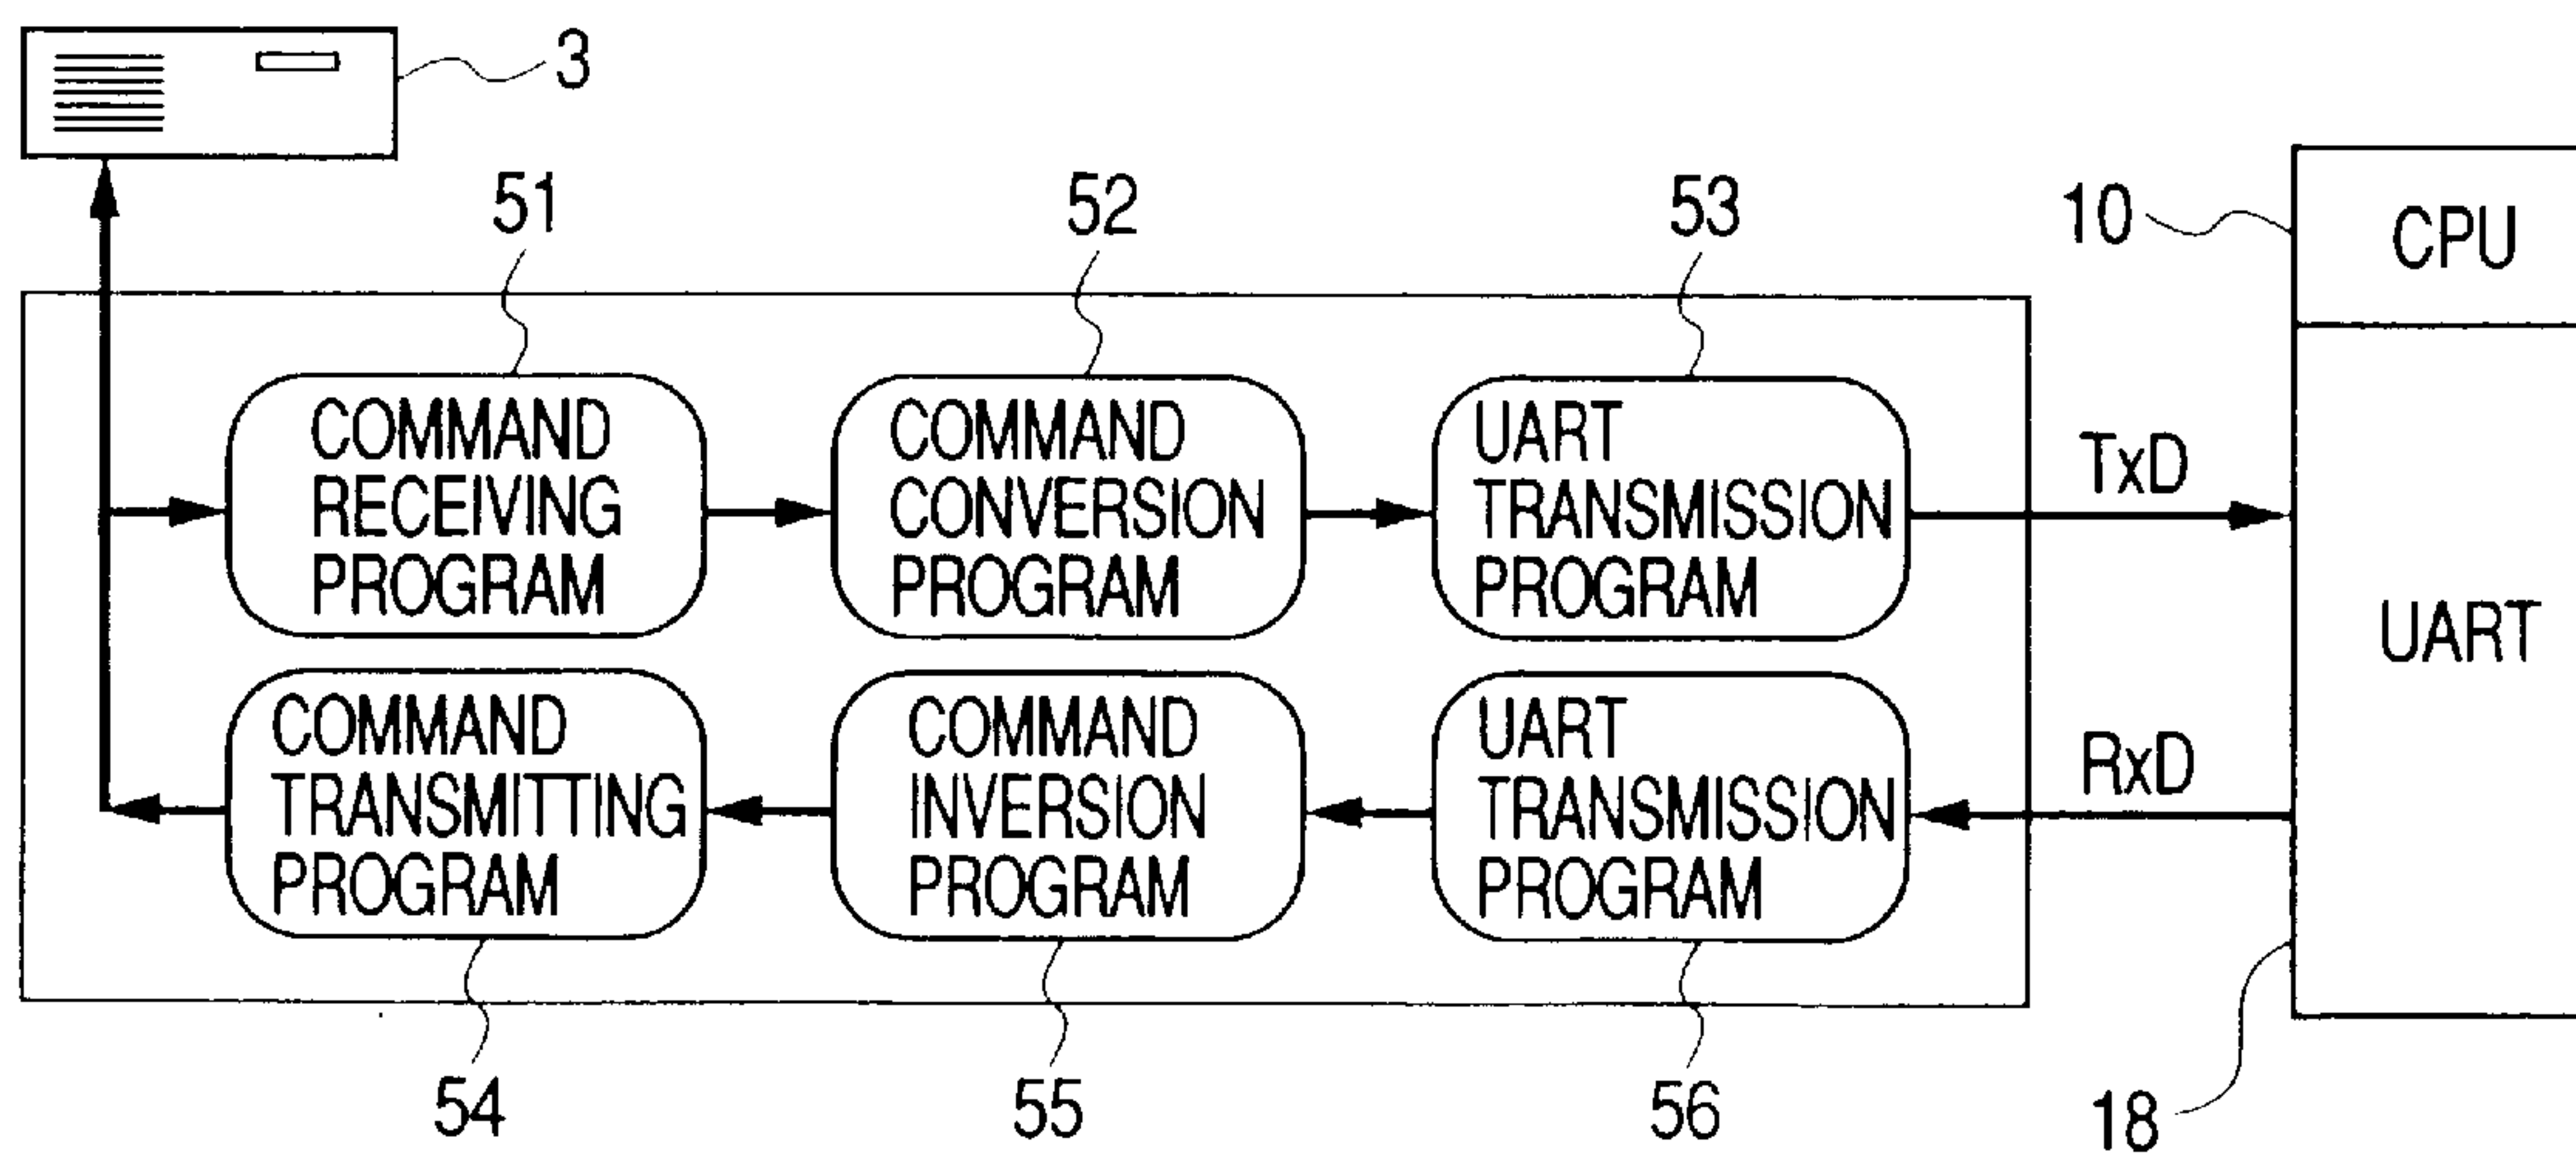 3
51
52
53
10
CPU
COMMAND
RECEIVING
PROGRAM
COMMAND
CONVERSION
PROGRAM
UART
TRANSMISSION
PROGRAM
TxD
UART
COMMAND
TRANSMITTING
PROGRAM
COMMAND
INVERSION
PROGRAM
UART
TRANSMISSION
PROGRAM
RxD
54
55
56
18